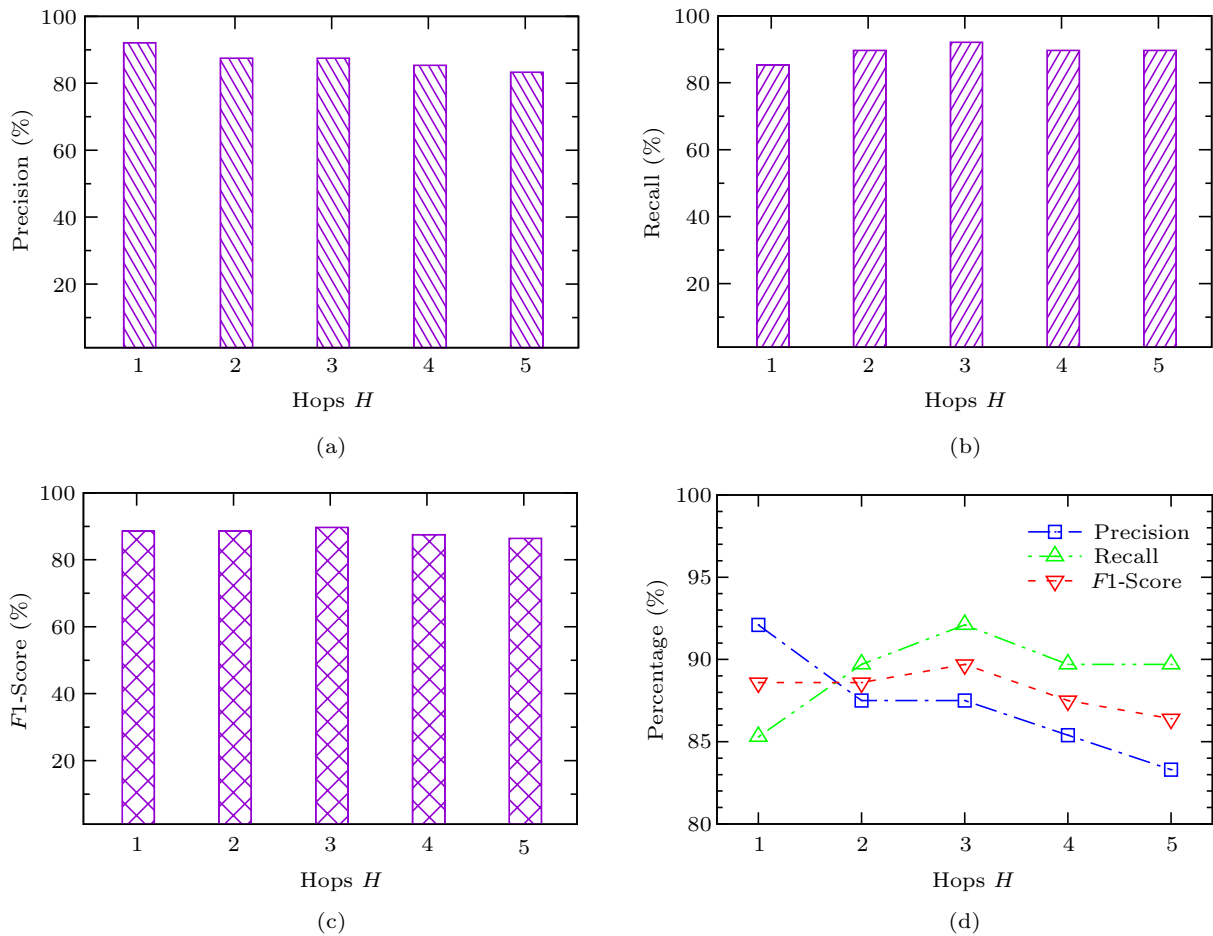 100
80
60
40
20
Precision (%)
1 2 3 4 5
Hops H
(a)
100
80
60
40
20
Recall (%)
1 2 3 4 5
Hops H
(b)
100
80
60
40
20
F1-Score (%)
1 2 3 4 5
Hops H
(c)
100
95
90
85
80
Percentage (%)
Precision
Recall
F1-Score
1 2 3 4 5
Hops H
(d)